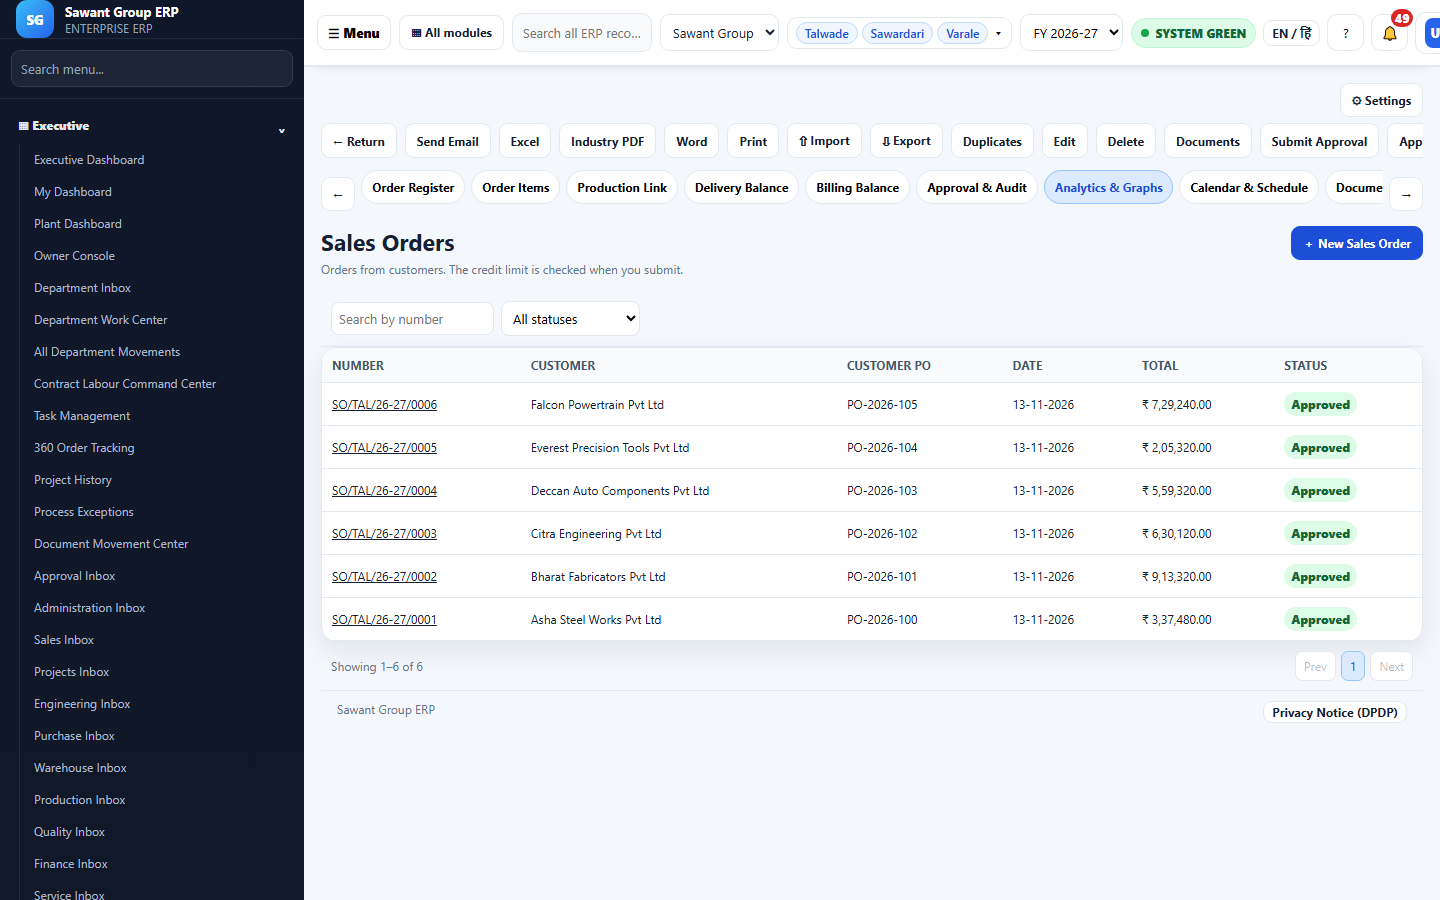 SG
Sawant Group ERP
ENTERPRISE ERP
Search menu...
Executive
Executive Dashboard
My Dashboard
Plant Dashboard
Owner Console
Department Inbox
Department Work Center
All Department Movements
Contract Labour Command Center
Task Management
360 Order Tracking
Project History
Process Exceptions
Document Movement Center
Approval Inbox
Administration Inbox
Sales Inbox
Projects Inbox
Engineering Inbox
Purchase Inbox
Warehouse Inbox
Production Inbox
Quality Inbox
Finance Inbox
Service Inbox
☰ Menu
All modules
Search all ERP reco...
Sawant Group
Talwade
Sawardari
Varale
FY 2026-27
SYSTEM GREEN
EN / हिं
?
49
U
⚙ Settings
← Return
Send Email
Excel
Industry PDF
Word
Print
⇧ Import
⇩ Export
Duplicates
Edit
Delete
Documents
Submit Approval
App
←
Order Register
Order Items
Production Link
Delivery Balance
Billing Balance
Approval & Audit
Analytics & Graphs
Calendar & Schedule
Docume
→
Sales Orders
+ New Sales Order
Orders from customers. The credit limit is checked when you submit.
Search by number
All statuses
NUMBER CUSTOMER CUSTOMER PO DATE TOTAL STATUS
SO/TAL/26-27/0006 Falcon Powertrain Pvt Ltd PO-2026-105 13-11-2026 ₹ 7,29,240.00 Approved
SO/TAL/26-27/0005 Everest Precision Tools Pvt Ltd PO-2026-104 13-11-2026 ₹ 2,05,320.00 Approved
SO/TAL/26-27/0004 Deccan Auto Components Pvt Ltd PO-2026-103 13-11-2026 ₹ 5,59,320.00 Approved
SO/TAL/26-27/0003 Citra Engineering Pvt Ltd PO-2026-102 13-11-2026 ₹ 6,30,120.00 Approved
SO/TAL/26-27/0002 Bharat Fabricators Pvt Ltd PO-2026-101 13-11-2026 ₹ 9,13,320.00 Approved
SO/TAL/26-27/0001 Asha Steel Works Pvt Ltd PO-2026-100 13-11-2026 ₹ 3,37,480.00 Approved
Showing 1–6 of 6
Prev
1
Next
Sawant Group ERP
Privacy Notice (DPDP)